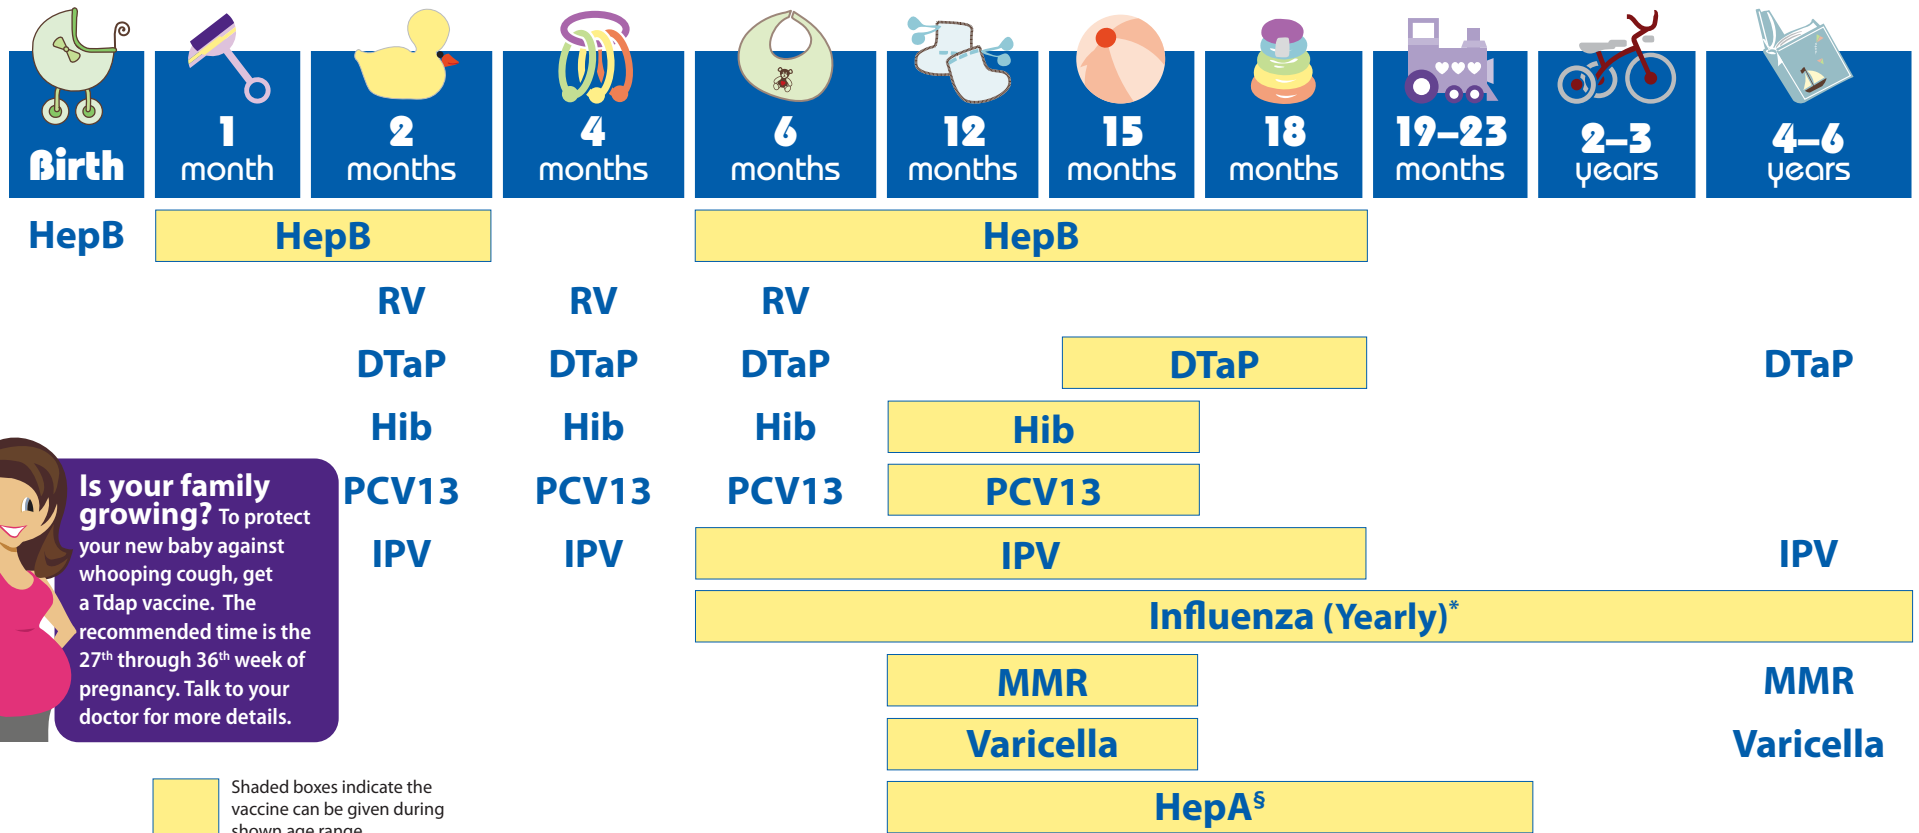 Birth
1
month
2
months
4
months
6
months
12
months
15
months
18
months
19–23
months
2–3
years
4–6
years
HepB HepB HepB
RV RV RV
DTaP DTaP DTaP DTaP DTaP
Hib Hib Hib Hib
PCV13 PCV13 PCV13 PCV13
IPV IPV IPV IPV
Influenza (Yearly)*
MMR MMR
Varicella Varicella
HepA§
Is your family
growing? To protect
your new baby against
whooping cough, get
a Tdap vaccine. The
recommended time is the
27th through 36th week of
pregnancy. Talk to your
doctor for more details.
Shaded boxes indicate the
vaccine can be given during
shown age range